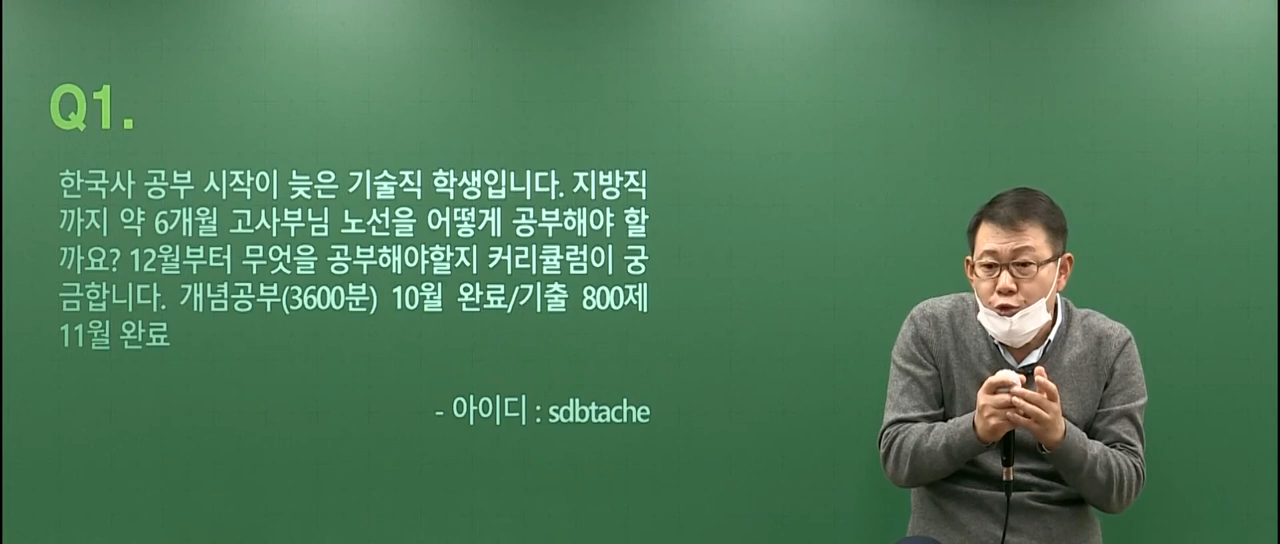 Q1.
한국사 공부 시작이 늦은 기술직 학생입니다. 지방직
까지 약 6개월 고사부님 노선을 어떻게 공부해야 할
까요? 12월부터 무엇을 공부해야할지 커리큘럼이 궁
금합니다. 개념공부(3600분) 10월 완료/기출 800제
11월 완료
- 아이디 : sdbtache